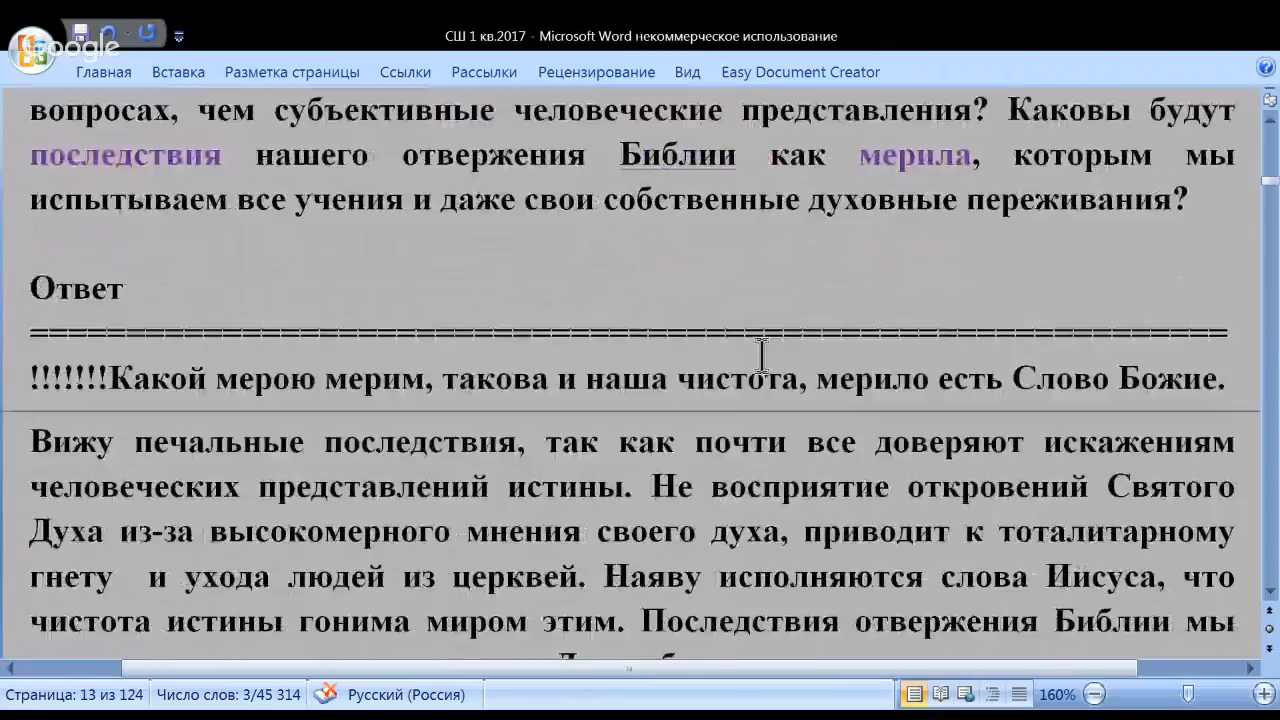 СШ 1 кв.2017 - Microsoft Word некоммерческое использование
Google
Главная Вставка Разметка страницы Ссылки Рассылки Рецензирование Вид Easy Document Creator
вопросах, чем субъективные человеческие представления? Каковы будут
последствия нашего отвержения Библии как мерила, которым мы
испытываем все учения и даже свои собственные духовные переживания?
Ответ
==============================================================
!!!!!!!Какой мерою мерим, такова и наша чистота, мерило есть Слово Божие.
Вижу печальные последствия, так как почти все доверяют искажениям
человеческих представлений истины. Не восприятие откровений Святого
Духа из-за высокомерного мнения своего духа, приводит к тоталитарному
гнету и ухода людей из церквей. Наяву исполняются слова Иисуса, что
чистота истины гонима миром этим. Последствия отвержения Библии мы
Страница: 13 из 124 Число слов: 3/45 314 Русский (Россия) 160%